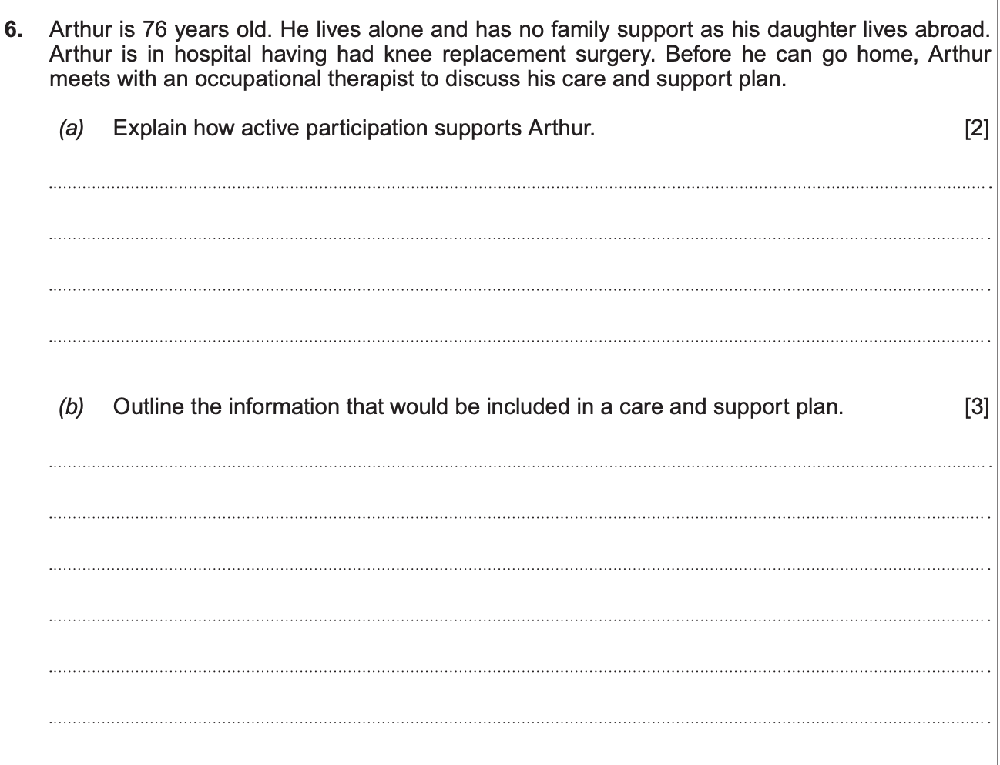 6. Arthur is 76 years old. He lives alone and has no family support as his daughter lives abroad.
Arthur is in hospital having had knee replacement surgery. Before he can go home, Arthur
meets with an occupational therapist to discuss his care and support plan.
(a) Explain how active participation supports Arthur. [2]
(b) Outline the information that would be included in a care and support plan. [3]